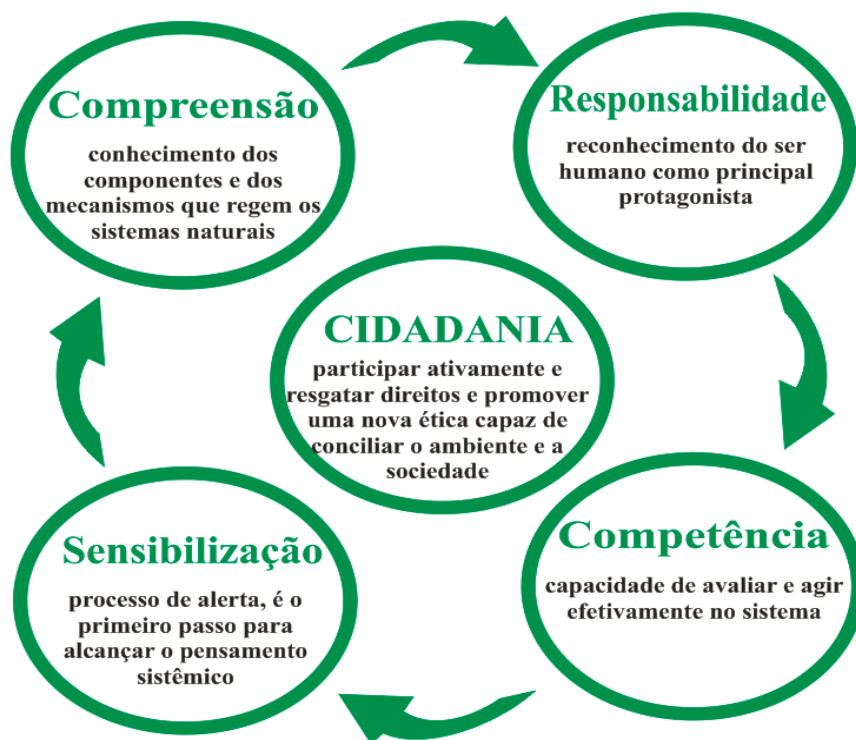 Compreensão
conhecimento dos
componentes e dos
mecanismos que regem os
sistemas naturais
Responsabilidade
reconhecimento do ser
humano como principal
protagonista
CIDADANIA
participar ativamente e
resgatar direitos e promover
uma nova ética capaz de
conciliar o ambiente e a
sociedade
Sensibilização
processo de alerta, é o
primeiro passo para
alcançar o pensamento
sistêmico
Competência
capacidade de avaliar e agir
efetivamente no sistema